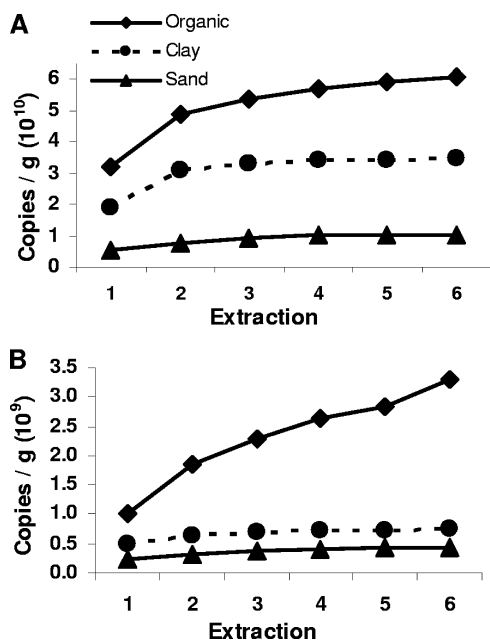 A
Organic
Clay
Sand
6
5
4
3
2
1
0
Copies / g (10¹⁰)
1 2 3 4 5 6
Extraction
B
3.5
3.0
2.5
2.0
1.5
1.0
0.5
0.0
Copies / g (10⁹)
1 2 3 4 5 6
Extraction